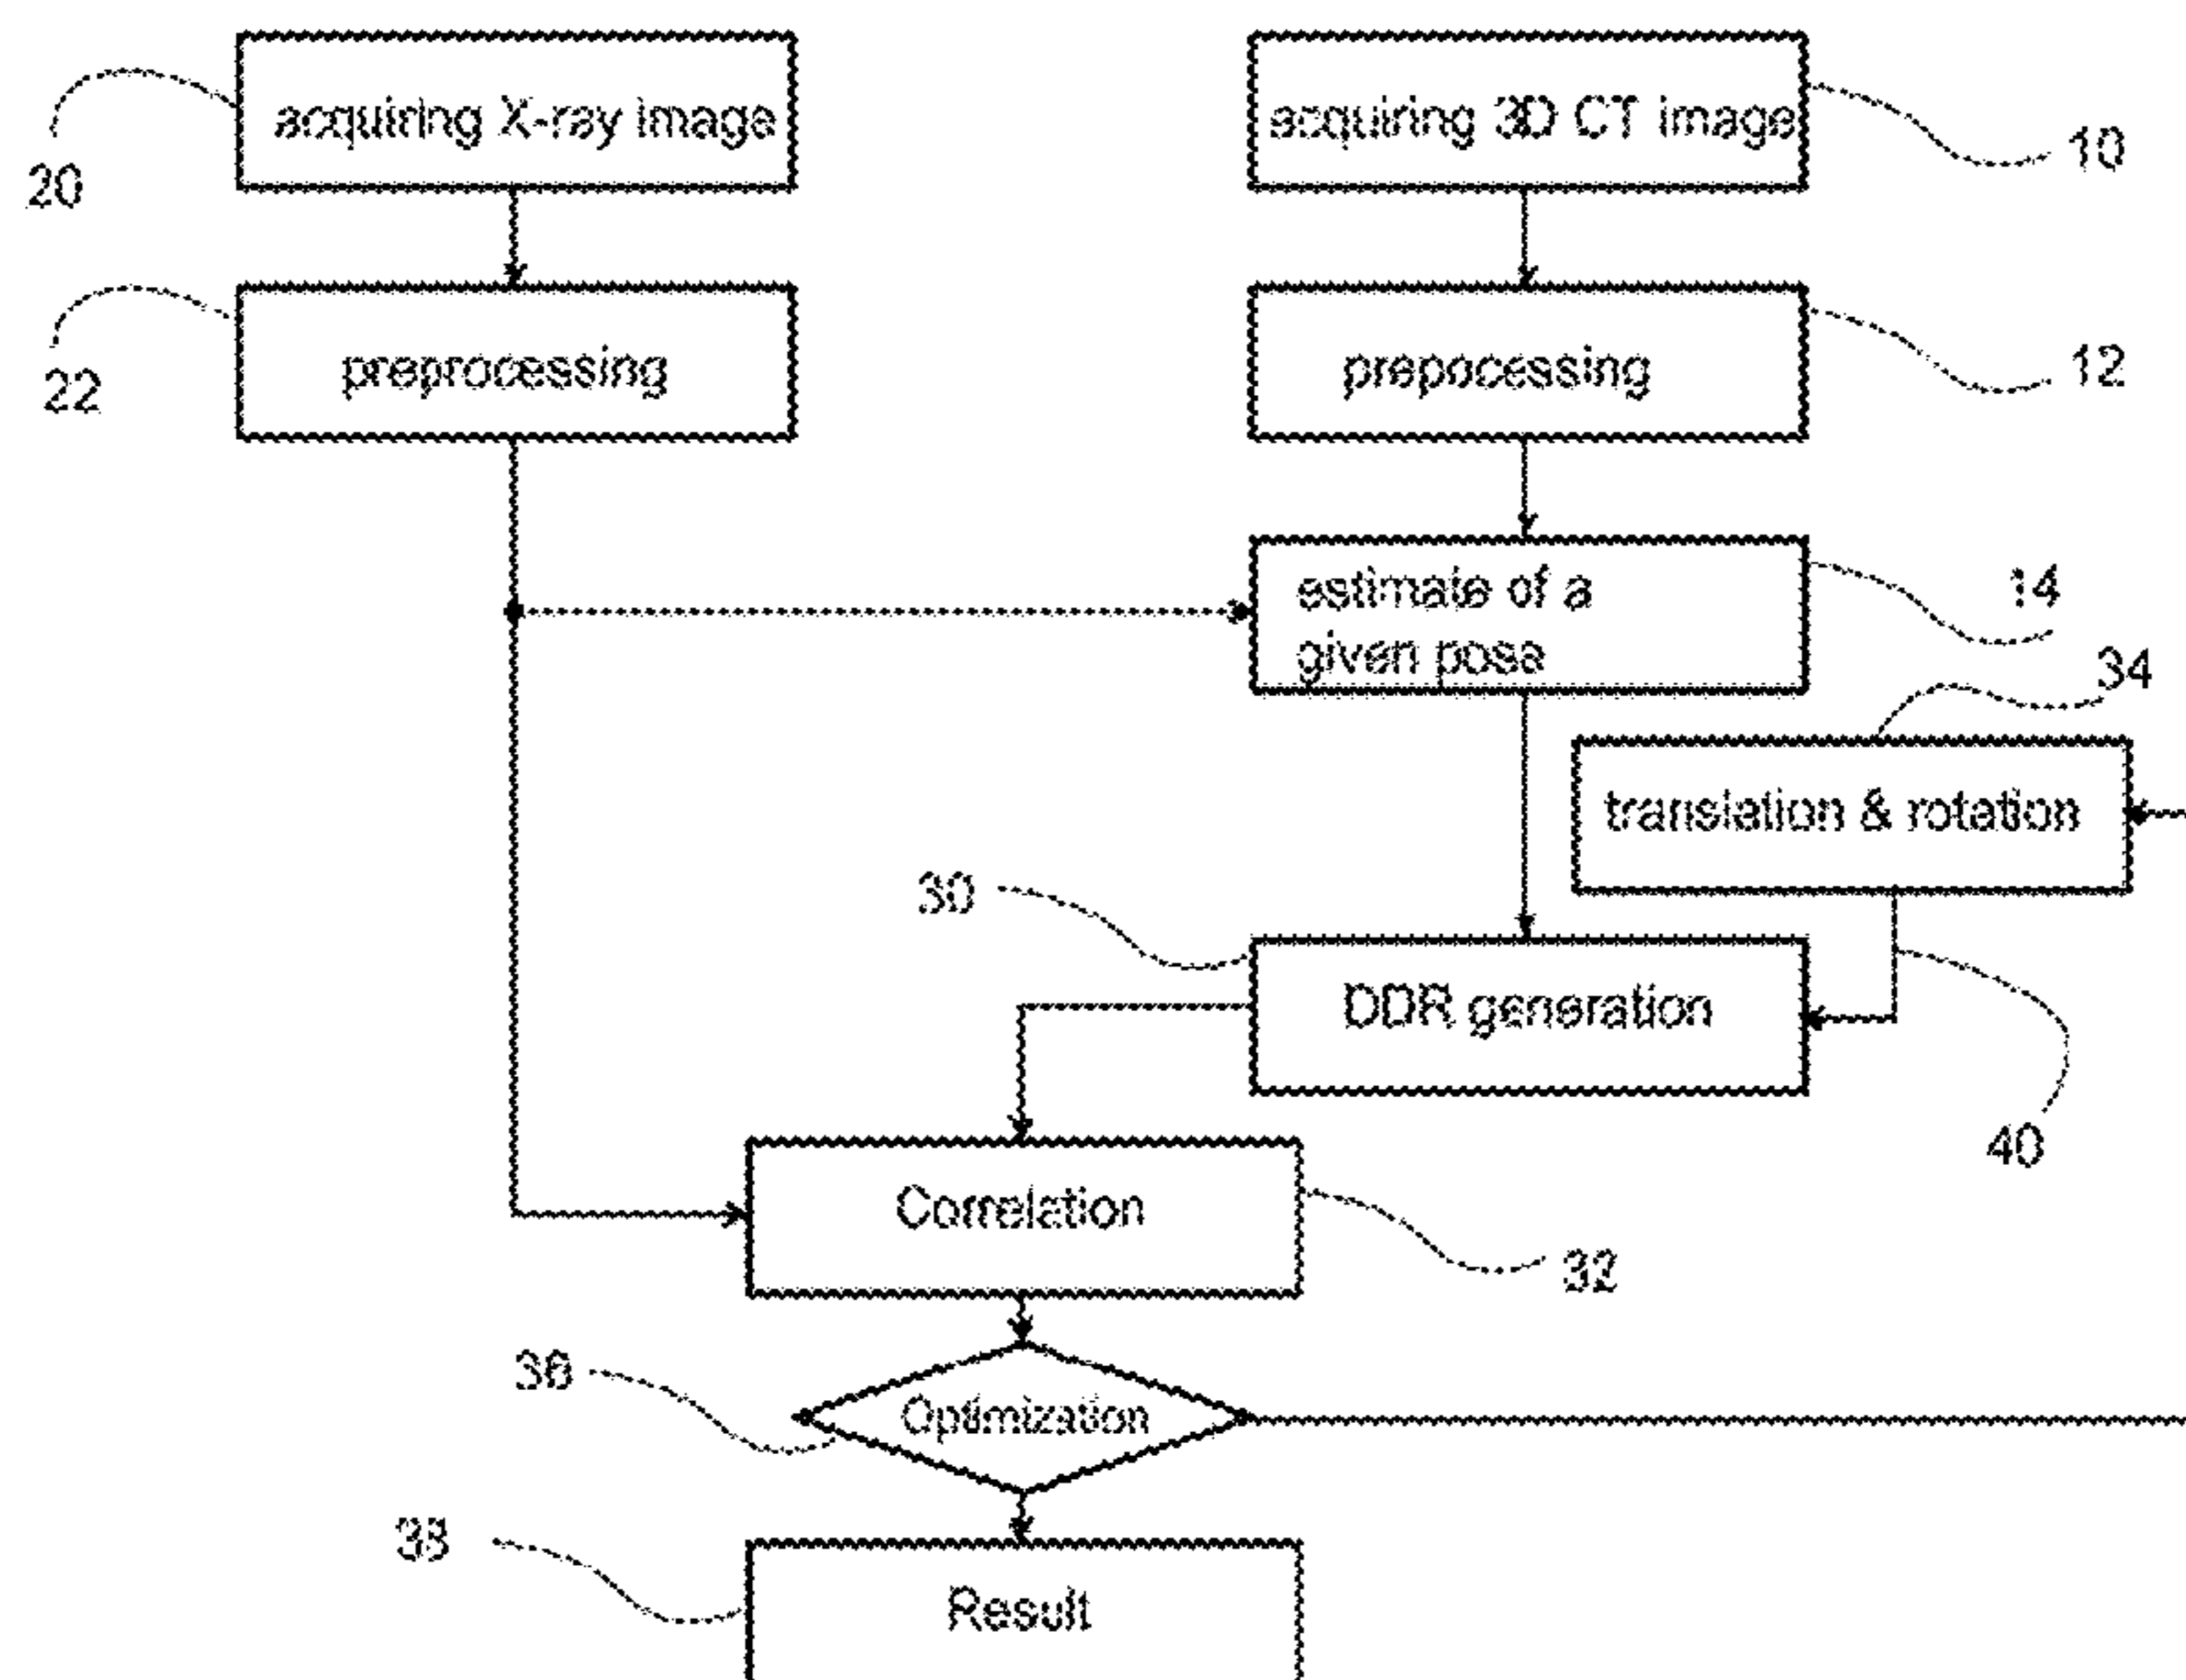 acquiring X-ray image
acquiring 3D CT image
10
20
preprocessing
prepocessing
12
22
estimate of a
given pose
14
34
translation & rotation
30
DDR generation
40
Correlation
32
36
Optimization
38
Result